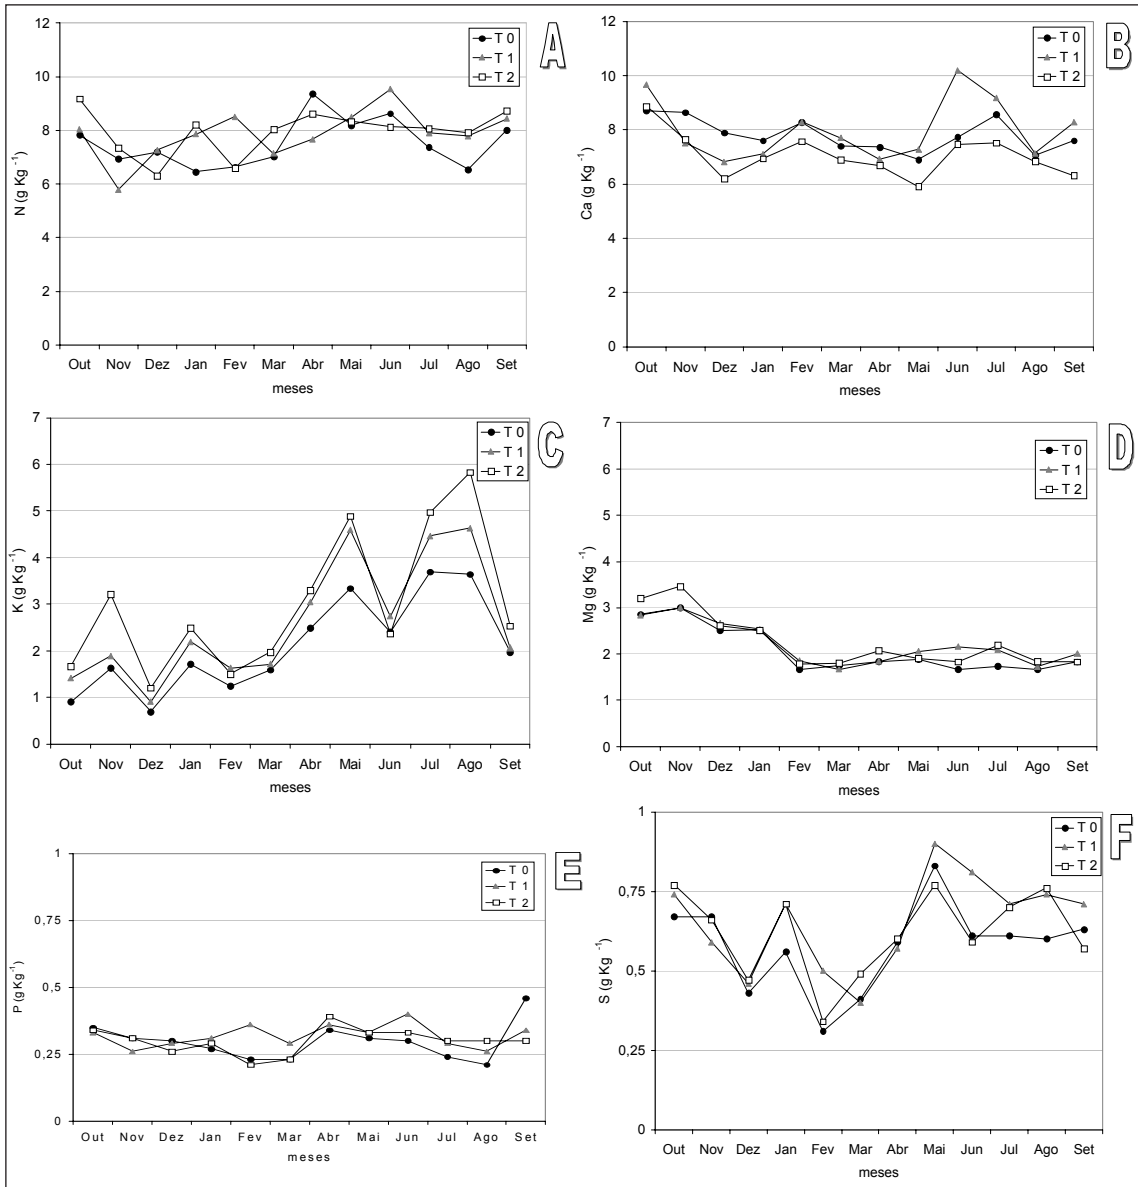 A
12
10
8
6
4
2
0
N (g Kg -1)
T 0
T 1
T 2
Out Nov Dez Jan Fev Mar Abr Mai Jun Jul Ago Set
meses
B
12
10
8
6
4
2
0
Ca (g Kg -1)
T 0
T 1
T 2
Out Nov Dez Jan Fev Mar Abr Mai Jun Jul Ago Set
meses
C
7
6
5
4
3
2
1
0
K (g Kg -1)
T 0
T 1
T 2
Out Nov Dez Jan Fev Mar Abr Mai Jun Jul Ago Set
meses
D
7
6
5
4
3
2
1
0
Mg (g Kg -1)
T 0
T 1
T 2
Out Nov Dez Jan Fev Mar Abr Mai Jun Jul Ago Set
meses
E
1
0,75
0,5
0,25
0
P (g Kg-1)
T 0
T 1
T 2
Out Nov Dez Jan Fev Mar Abr Mai Jun Jul Ago Set
meses
F
1
0,75
0,5
0,25
0
S (g Kg -1)
T 0
T 1
T 2
Out Nov Dez Jan Fev Mar Abr Mai Jun Jul Ago Set
meses